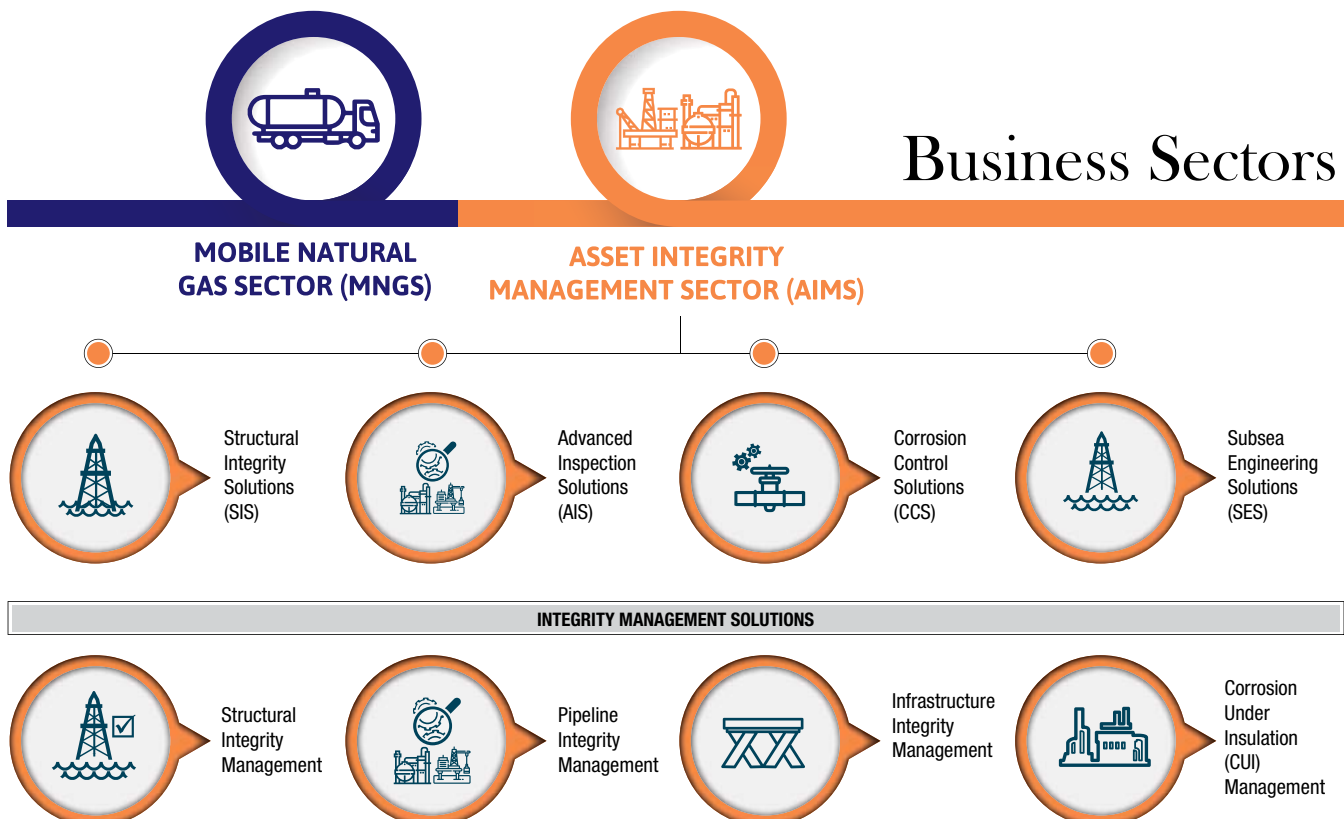 Business Sectors
MOBILE NATURAL
GAS SECTOR (MNGS)
ASSET INTEGRITY
MANAGEMENT SECTOR (AIMS)
Structural
Integrity
Solutions
(SIS)
Advanced
Inspection
Solutions
(AIS)
Corrosion
Control
Solutions
(CCS)
Subsea
Engineering
Solutions
(SES)
INTEGRITY MANAGEMENT SOLUTIONS
Structural
Integrity
Management
Pipeline
Integrity
Management
Infrastructure
Integrity
Management
Corrosion
Under
Insulation
(CUI)
Management